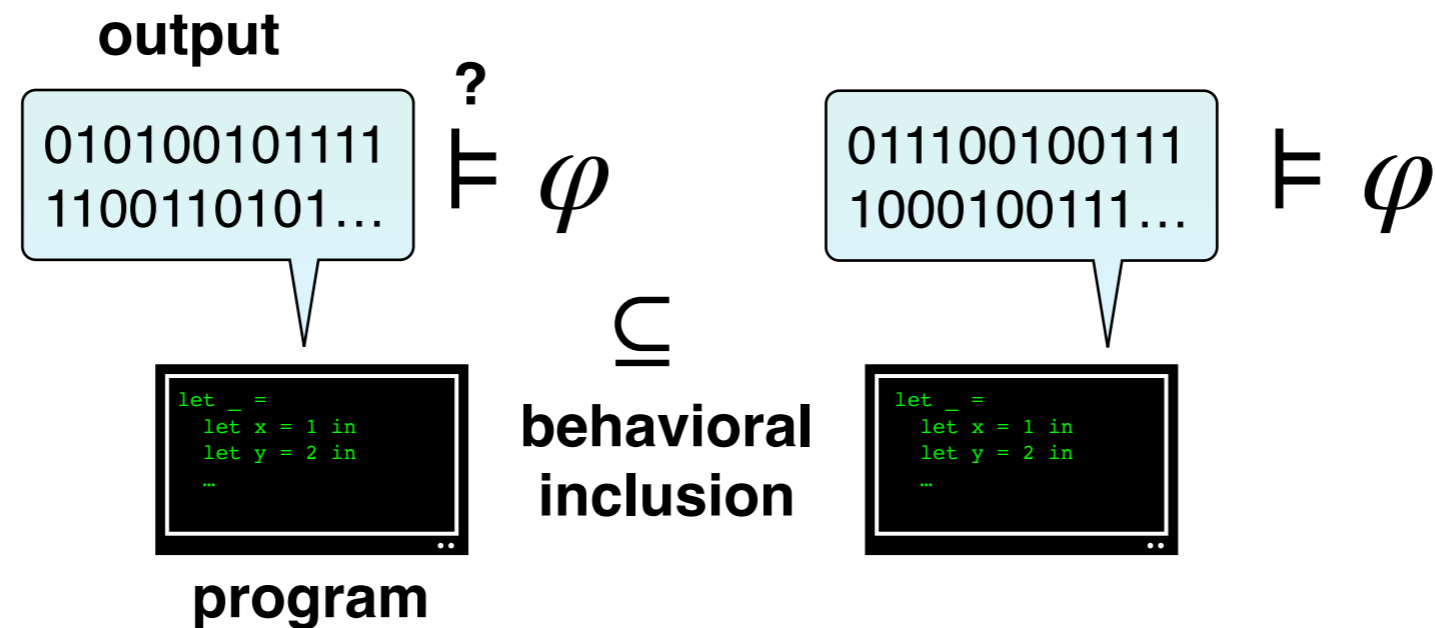 output
?
010100101111
1100110101…
⊨ φ
011100100111
1000100111…
⊨ φ
⊆
behavioral
inclusion
let _ =
let x = 1 in
let y = 2 in
…
let _ =
let x = 1 in
let y = 2 in
…
program